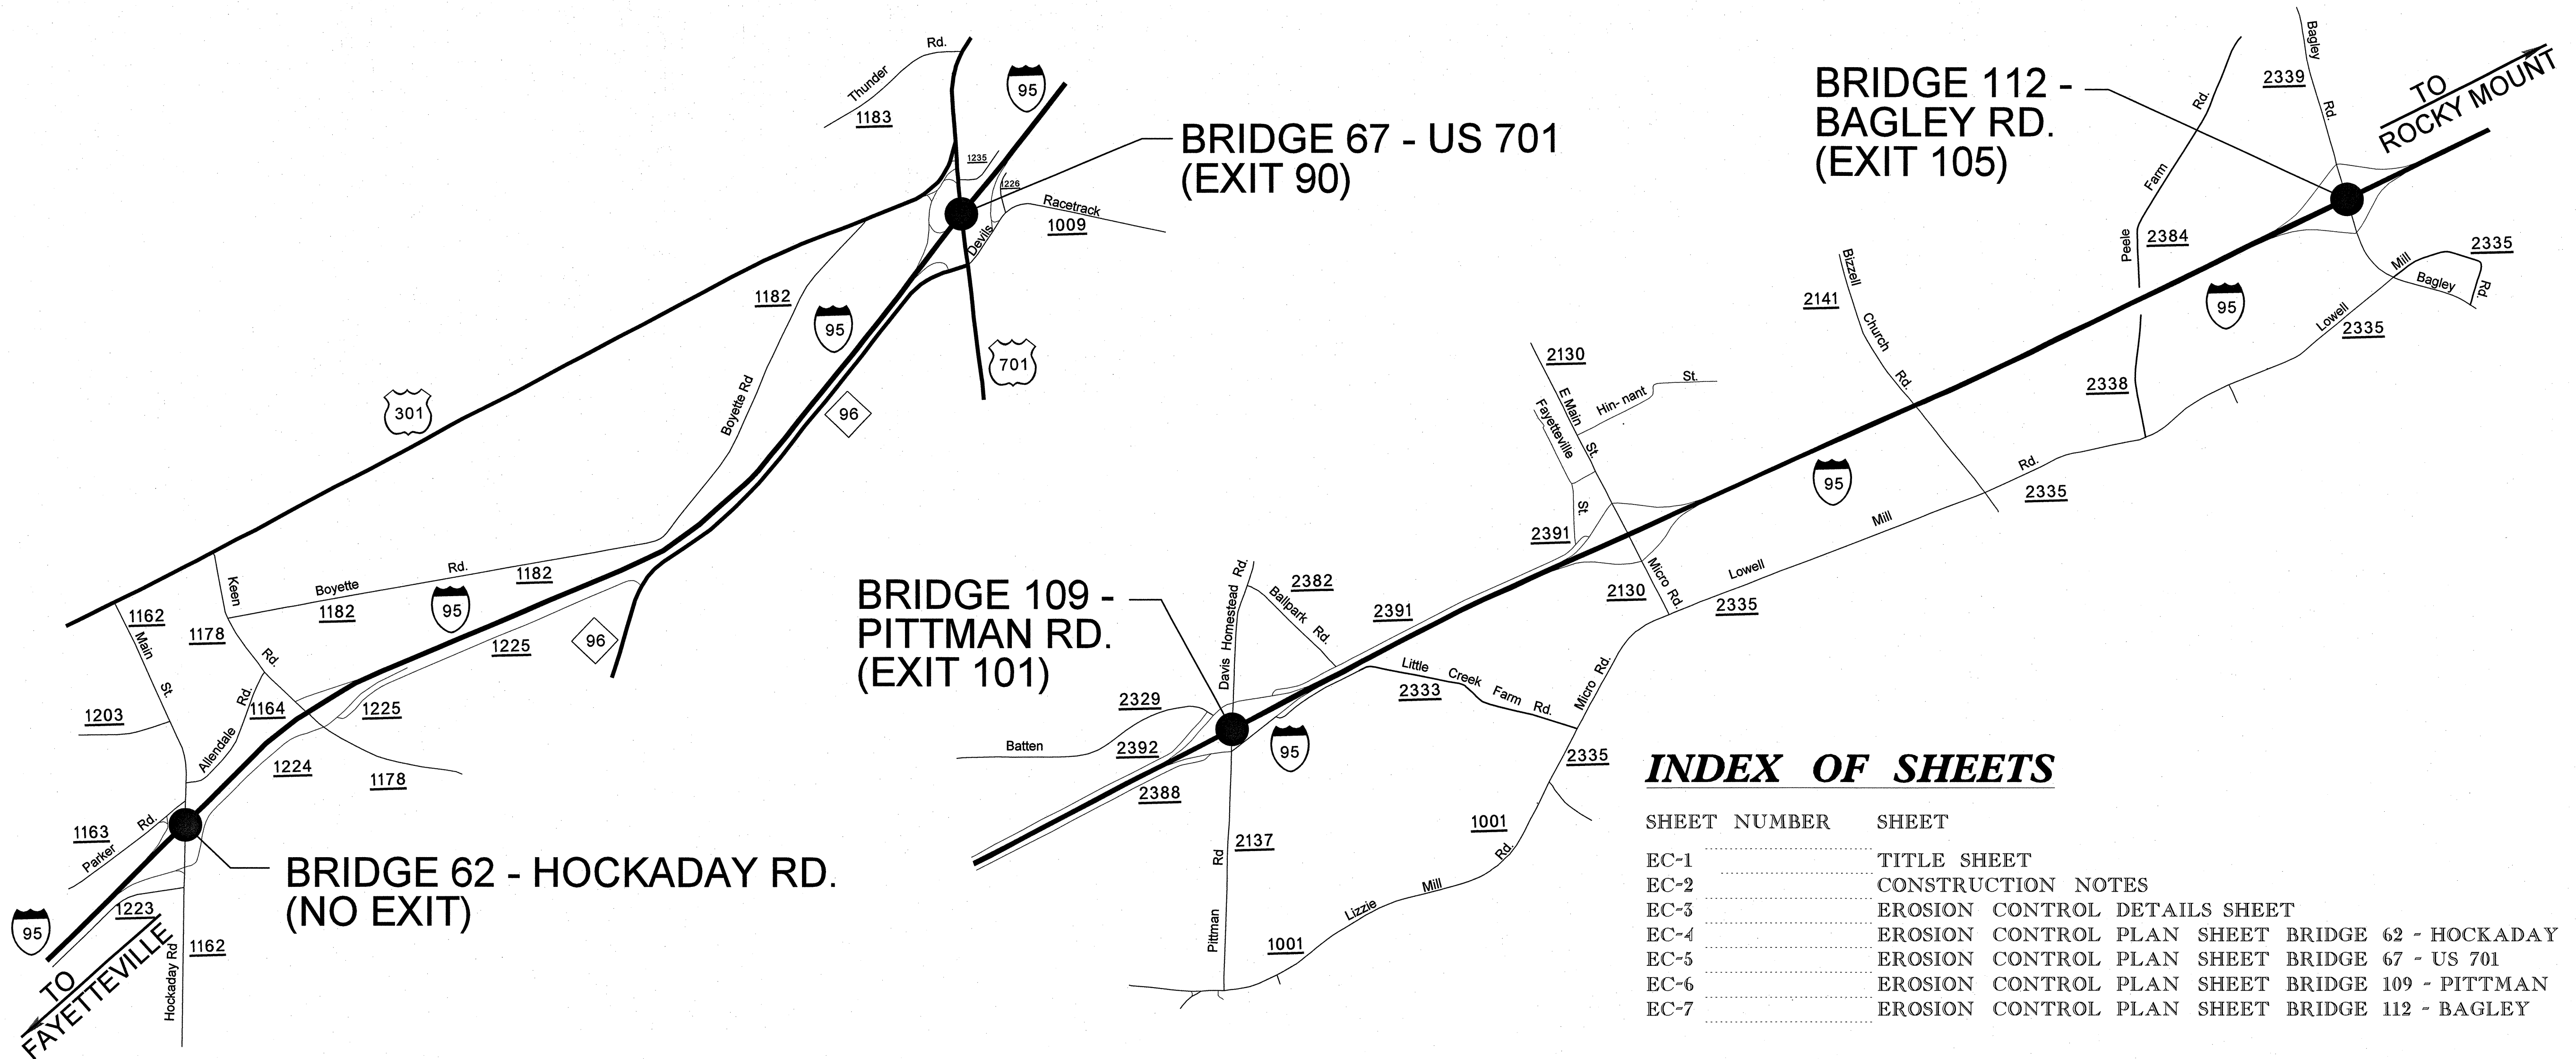 Thunder Rd.
1183
95
BRIDGE 67 - US 701
(EXIT 90)
1235
1226
Racetrack
1009
Devils
1182
95
701
Boyette Rd
96
301
Keen
Boyette Rd.
1182
1182
95
1162
Main
St.
1178
Rd.
1225
96
1203
Allendale Rd.
1164
1225
1224
1178
1163
Parker Rd.
BRIDGE 62 - HOCKADAY RD.
(NO EXIT)
1223
95
1162
Hockaday Rd
TO
FAYETTEVILLE
BRIDGE 112 -
BAGLEY RD.
(EXIT 105)
Bagley
Rd.
2339
TO
ROCKY MOUNT
Peele Farm Rd.
2384
Mill
2335
Bagley Rd.
95
Lowell
2335
Bizzell
Church
Rd.
2141
2338
2130
E Main
St.
Hin- nant St.
Fayetteville
St.
95
Rd.
2335
Mill
2391
Micro Rd.
2130
Lowell
2335
BRIDGE 109 -
PITTMAN RD.
(EXIT 101)
Davis Homestead Rd.
2382
Ballpark Rd.
2391
Little Creek Farm Rd.
2333
Micro Rd.
2329
Batten
2392
95
2388
2335
2137
Pittman Rd
1001
Lizzie Mill Rd.
1001
INDEX OF SHEETS
SHEET NUMBER SHEET
EC-1 TITLE SHEET
EC-2 CONSTRUCTION NOTES
EC-3 EROSION CONTROL DETAILS SHEET
EC-4 EROSION CONTROL PLAN SHEET BRIDGE 62 - HOCKADAY
EC-5 EROSION CONTROL PLAN SHEET BRIDGE 67 - US 701
EC-6 EROSION CONTROL PLAN SHEET BRIDGE 109 - PITTMAN
EC-7 EROSION CONTROL PLAN SHEET BRIDGE 112 - BAGLEY